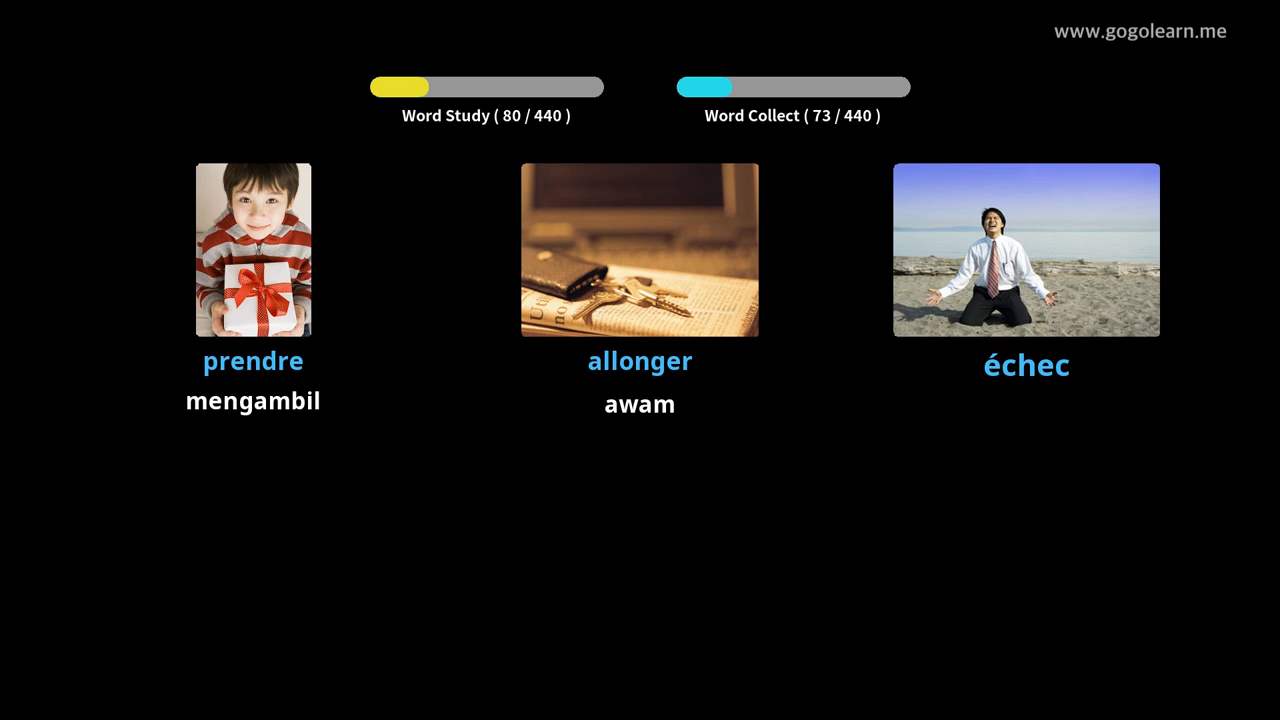 www.gogolearn.me
Word Study ( 80 / 440 )
Word Collect ( 73 / 440 )
prendre
mengambil
allonger
awam
échec